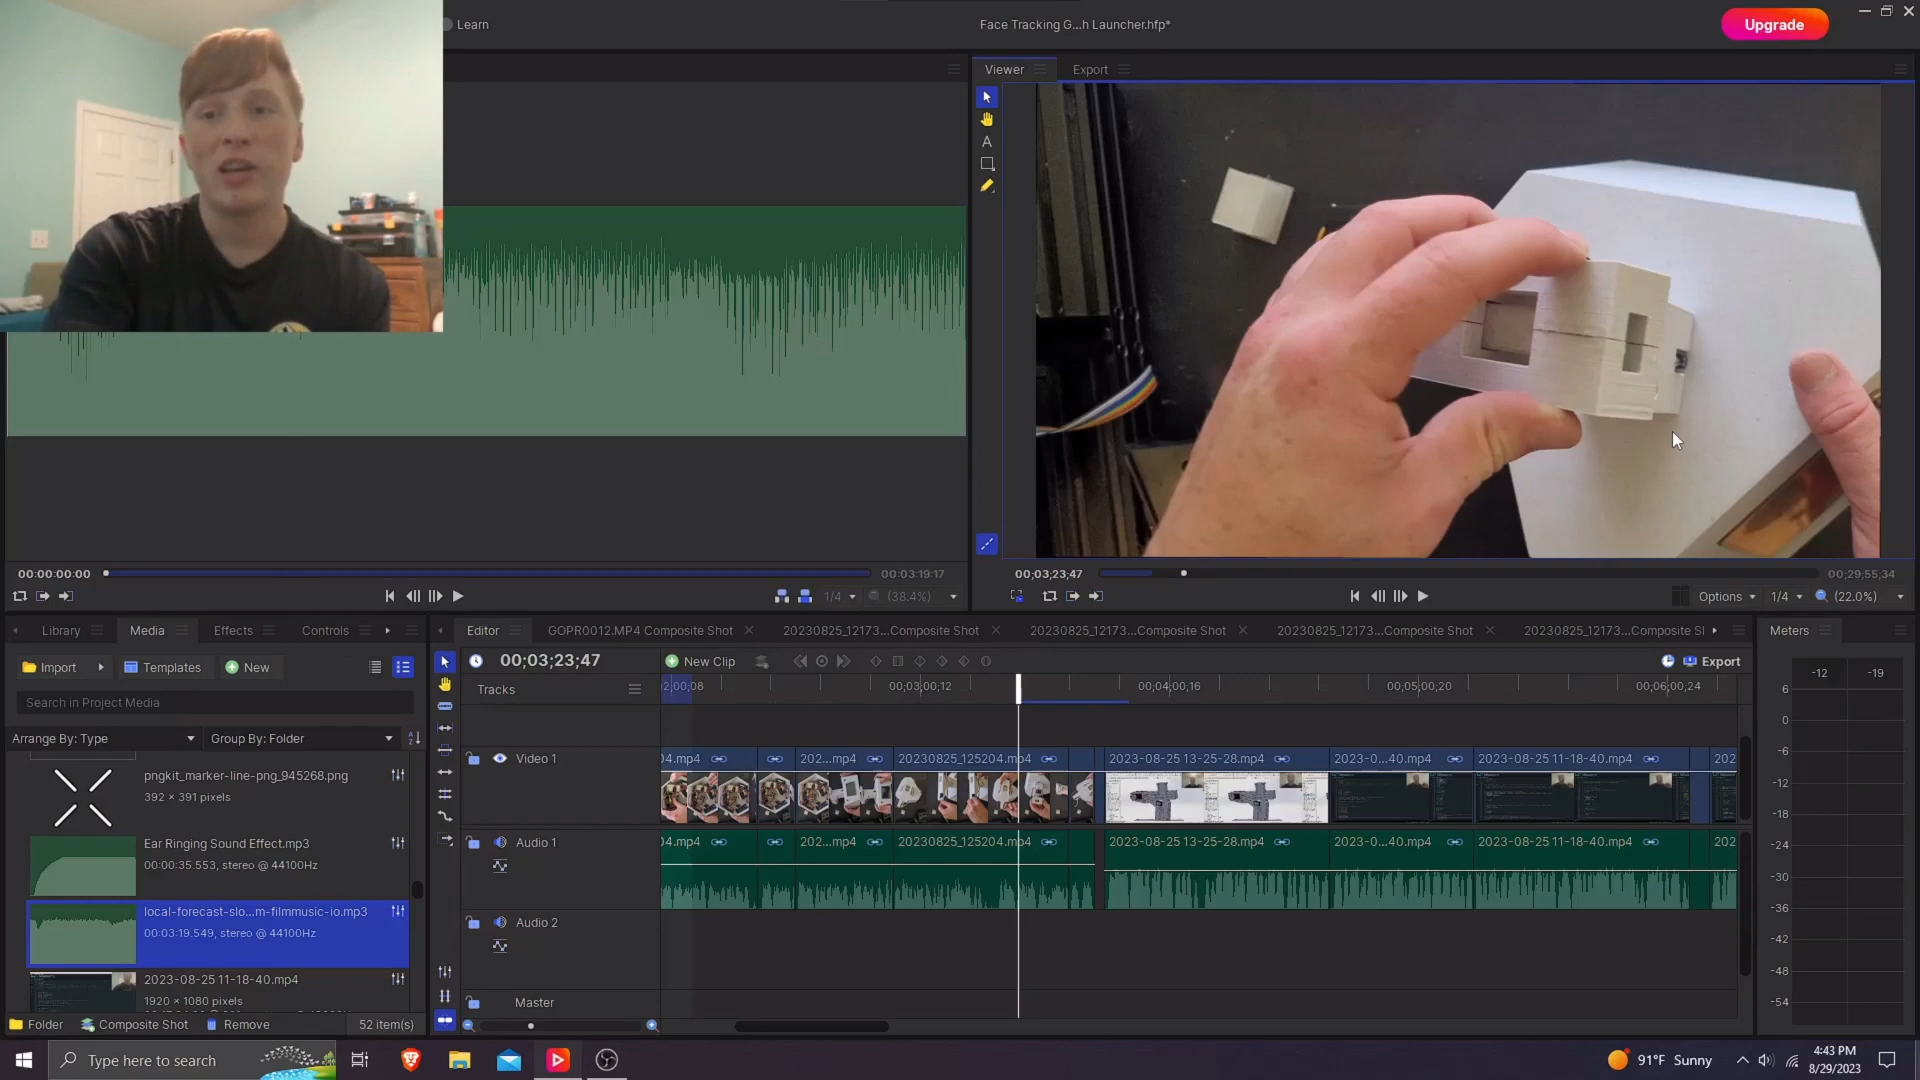 Learn
Face Tracking G...h Launcher.hfp*
Upgrade
Viewer
Export
00:00:00:00
00:03:19:17
1/4
(38.4%)
00;03;23;47
00;29;55;34
Options
1/4
(22.0%)
Library
Media
Effects
Controls
Import
Templates
New
Search in Project Media
Arrange By: Type
Group By: Folder
pngkit_marker-line-png_945268.png
392 × 391 pixels
Ear Ringing Sound Effect.mp3
00:00:35.553, stereo @ 44100Hz
local-forecast-slo...m-filmmusic-io.mp3
00:03:19.549, stereo @ 44100Hz
2023-08-25 11-18-40.mp4
1920 × 1080 pixels
Folder
Composite Shot
Remove
52 item(s)
Editor
GOPR0012.MP4 Composite Shot
20230825_12173...Composite Shot
20230825_12173...Composite Shot
20230825_12173...Composite Shot
20230825_12173...Composite Sl
00;03;23;47
New Clip
Export
Tracks
2;00;08
00;03;00;12
00;04;00;16
00;05;00;20
00;06;00;24
Video 1
04.mp4
202...mp4
20230825_125204.mp4
2023-08-25 13-25-28.mp4
2023-0...40.mp4
2023-08-25 11-18-40.mp4
202
Audio 1
04.mp4
202...mp4
20230825_125204.mp4
2023-08-25 13-25-28.mp4
2023-0...40.mp4
2023-08-25 11-18-40.mp4
202
Audio 2
Master
Meters
-12
-19
6
0
-6
-12
-18
-24
-30
-36
-42
-48
-54
Type here to search
91°F Sunny
4:43 PM
8/29/2023